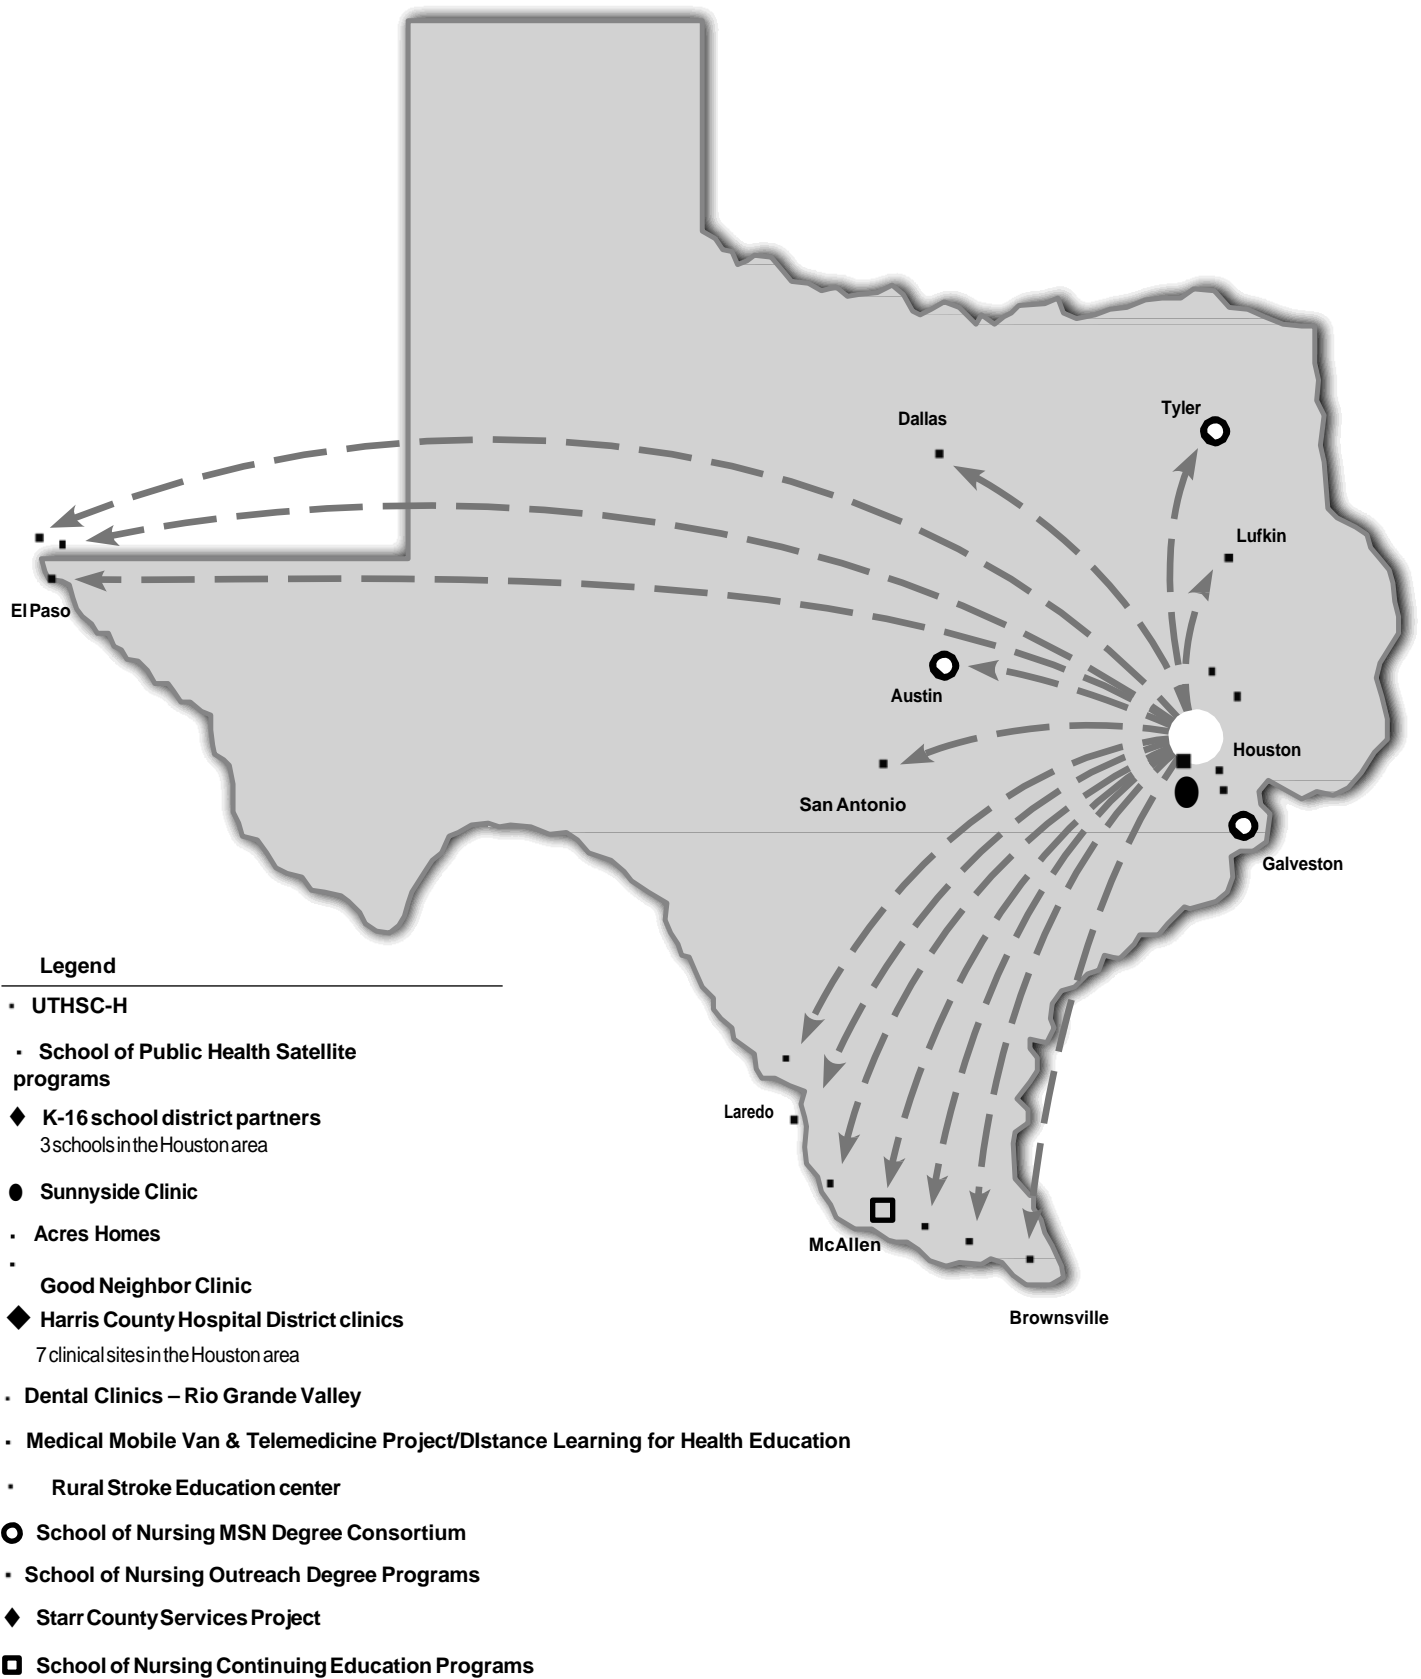 Dallas
Tyler
Lufkin
El Paso
Austin
Houston
San Antonio
Galveston
Laredo
McAllen
Brownsville
Legend
UTHSC-H
School of Public Health Satellite
programs
K-16 school district partners
3 schools in the Houston area
Sunnyside Clinic
Acres Homes
Good Neighbor Clinic
Harris County Hospital District clinics
7 clinical sites in the Houston area
Dental Clinics – Rio Grande Valley
Medical Mobile Van & Telemedicine Project/DIstance Learning for Health Education
Rural Stroke Education center
School of Nursing MSN Degree Consortium
School of Nursing Outreach Degree Programs
Starr County Services Project
School of Nursing Continuing Education Programs